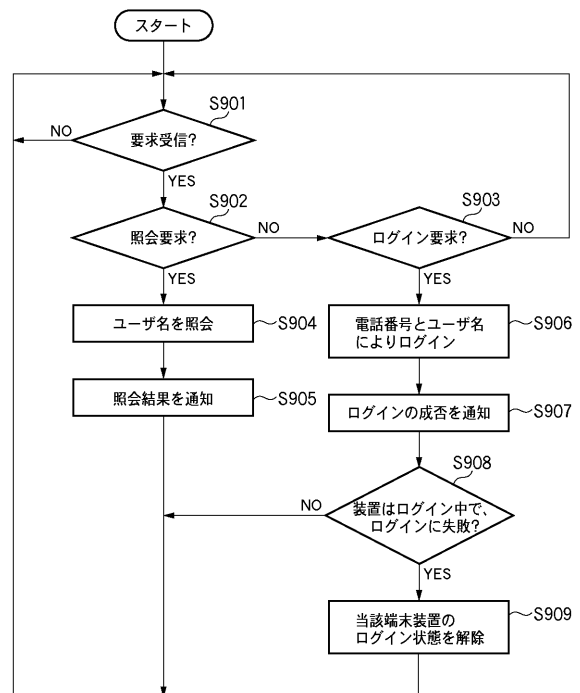 スタート
S901
要求受信?
NO
YES
S902
照会要求?
NO
YES
S903
ログイン要求?
NO
YES
ユーザ名を照会
S904
電話番号とユーザ名
によりログイン
S906
照会結果を通知
S905
ログインの成否を通知
S907
S908
装置はログイン中で、
ログインに失敗?
NO
YES
当該端末装置の
ログイン状態を解除
S909